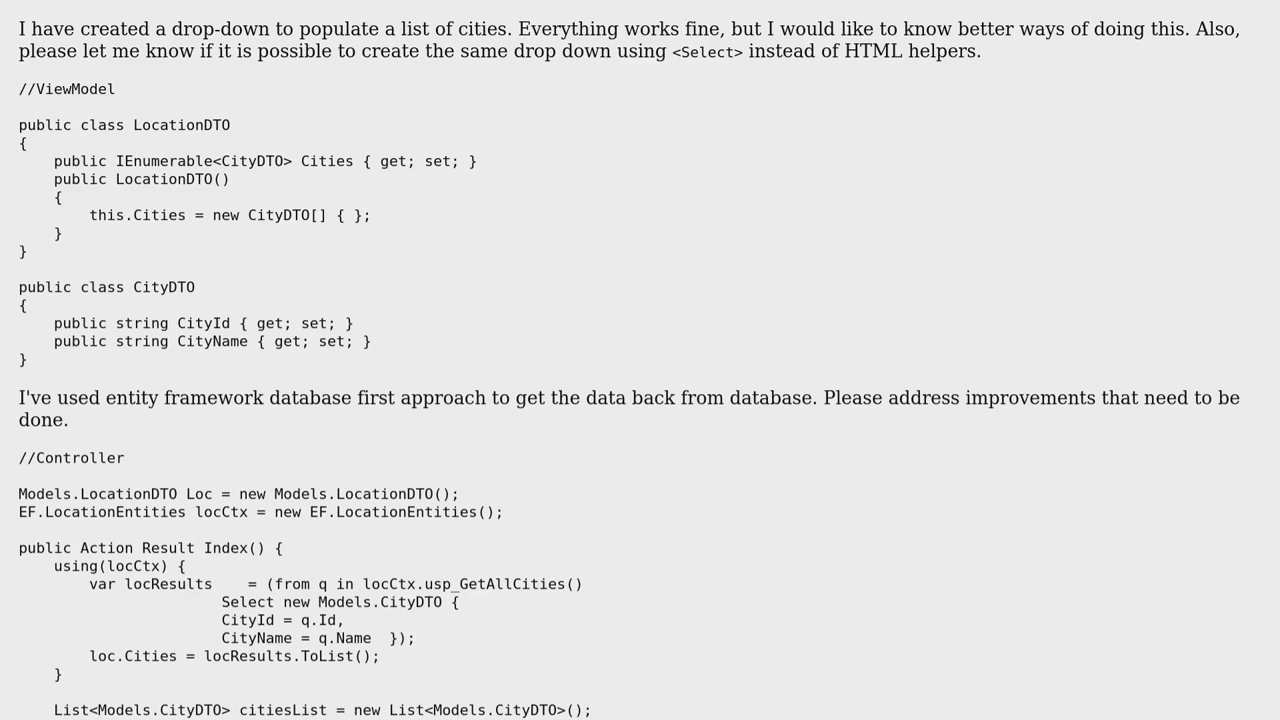 I have created a drop-down to populate a list of cities. Everything works fine, but I would like to know better ways of doing this. Also,
please let me know if it is possible to create the same drop down using <Select> instead of HTML helpers.
//ViewModel
public class LocationDTO
{
    public IEnumerable<CityDTO> Cities { get; set; }
    public LocationDTO()
    {
        this.Cities = new CityDTO[] { };
    }
}
public class CityDTO
{
    public string CityId { get; set; }
    public string CityName { get; set; }
}
I've used entity framework database first approach to get the data back from database. Please address improvements that need to be
done.
//Controller
Models.LocationDTO Loc = new Models.LocationDTO();
EF.LocationEntities locCtx = new EF.LocationEntities();
public Action Result Index() {
    using(locCtx) {
        var locResults    = (from q in locCtx.usp_GetAllCities()
                       Select new Models.CityDTO {
                       CityId = q.Id,
                       CityName = q.Name  });
        loc.Cities = locResults.ToList();
    }
    List<Models.CityDTO> citiesList = new List<Models.CityDTO>();